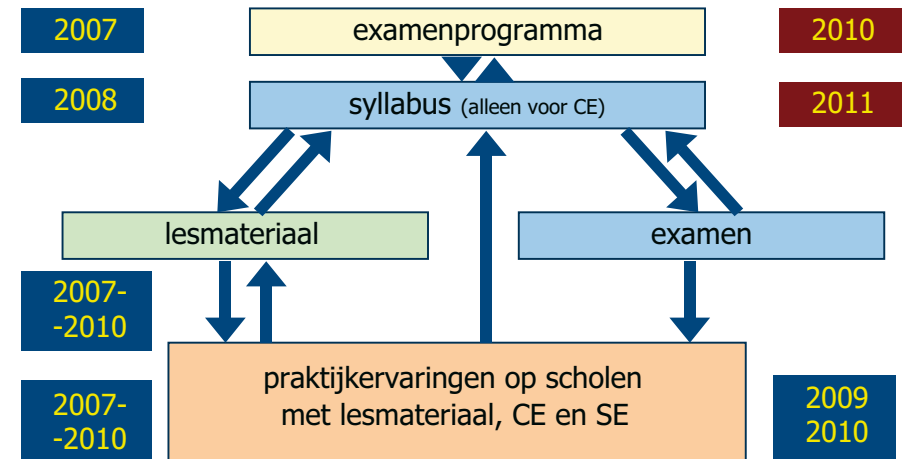 2007
examenprogramma
2010
2008
syllabus (alleen voor CE)
2011
lesmateriaal
examen
2007-
-2010
praktijkervaringen op scholen
met lesmateriaal, CE en SE
2007-
-2010
2009
2010